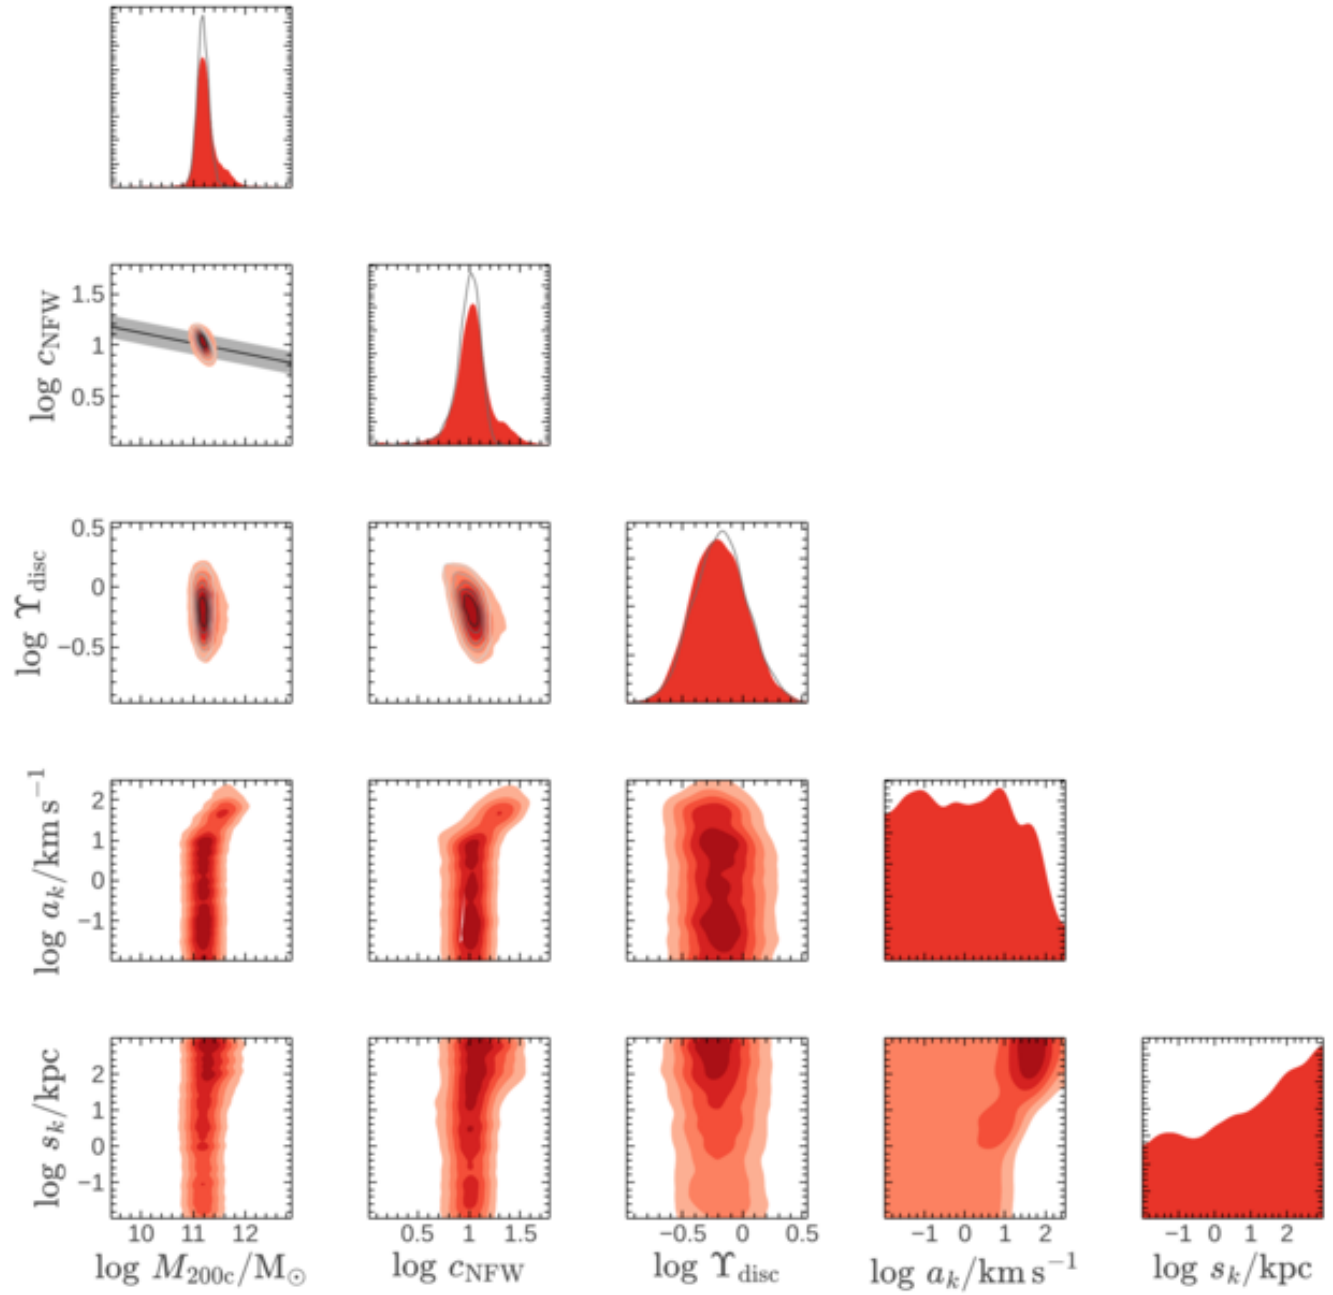 1.5
1
0.5
log c_NFW
0.5
0
−0.5
log Υ_disc
2
1
0
−1
log a_k/km s⁻¹
2
1
0
−1
log s_k/kpc
10 11 12
0.5 1 1.5
−0.5 0 0.5
−1 0 1 2
−1 0 1 2
log M_200c/M_⊙
log c_NFW
log Υ_disc
log a_k/km s⁻¹
log s_k/kpc